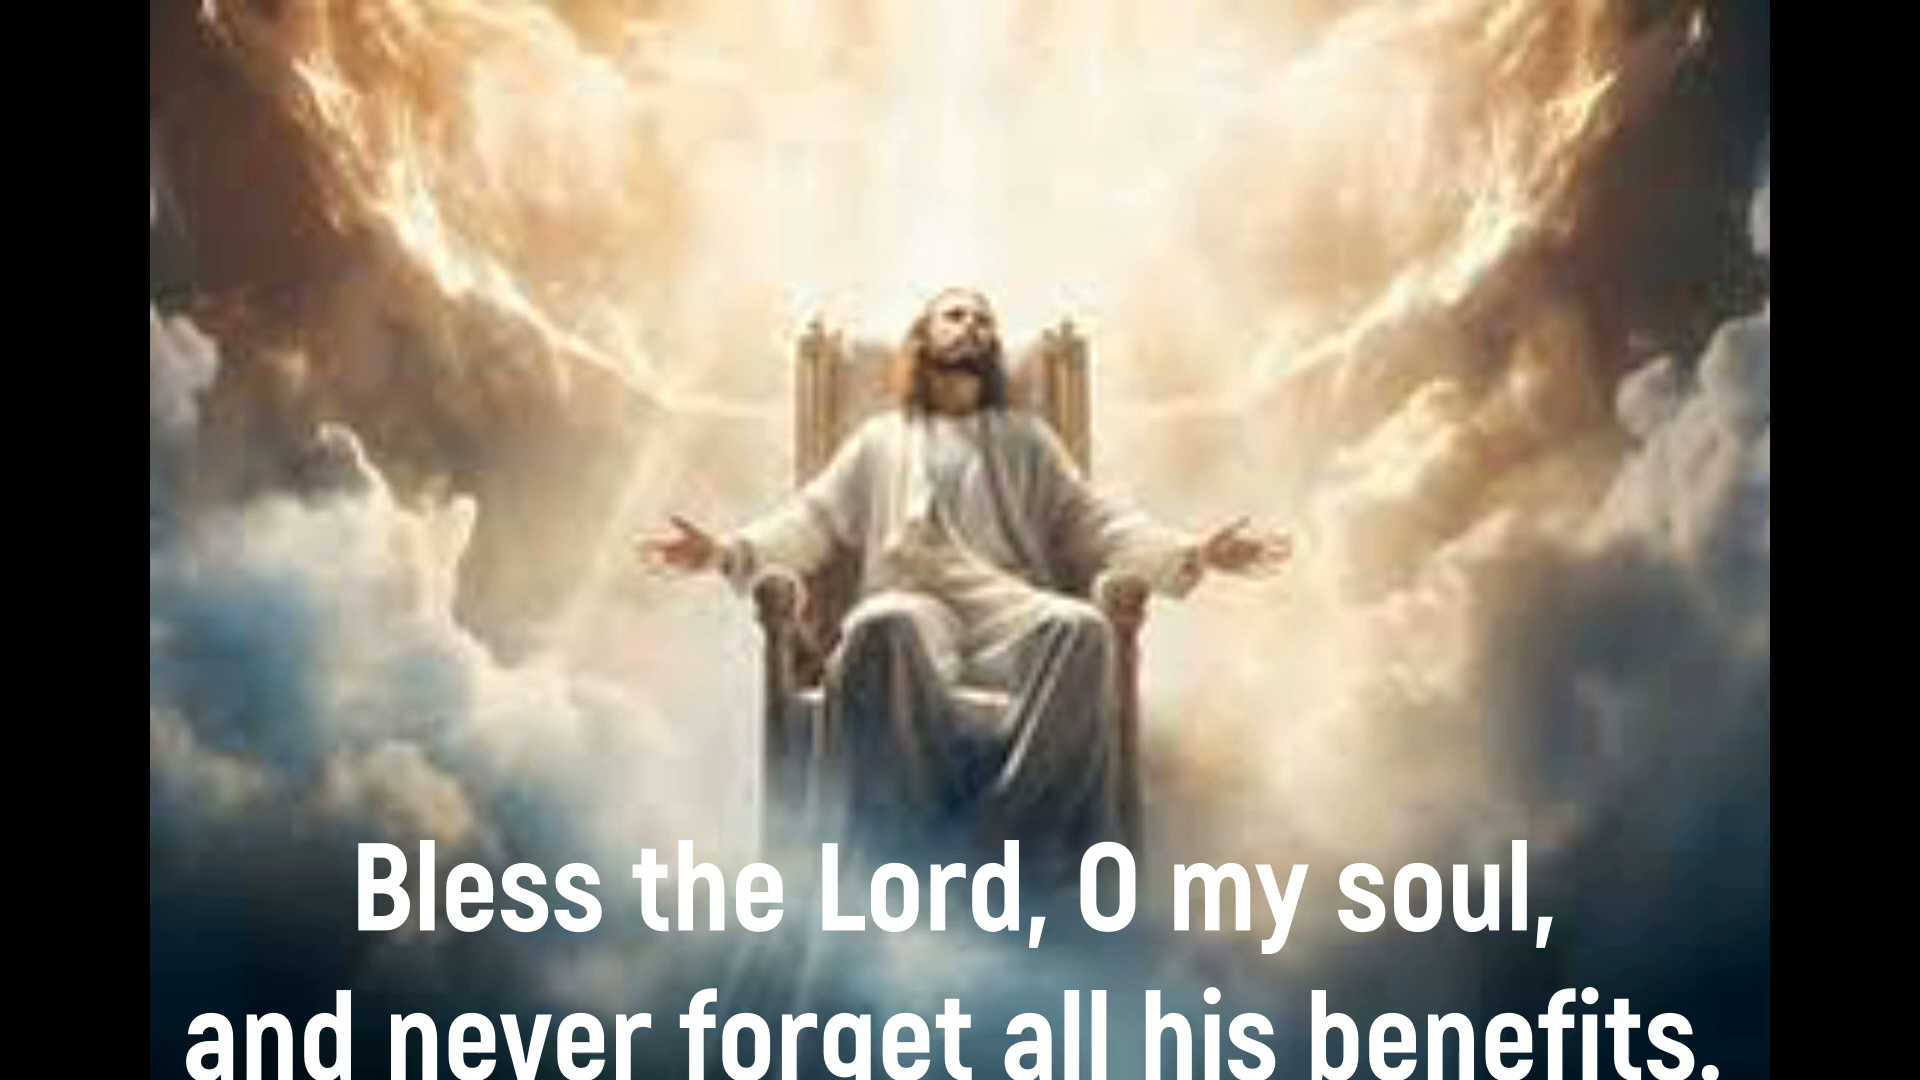 Bless the Lord, O my soul,
and never forget all his benefits.